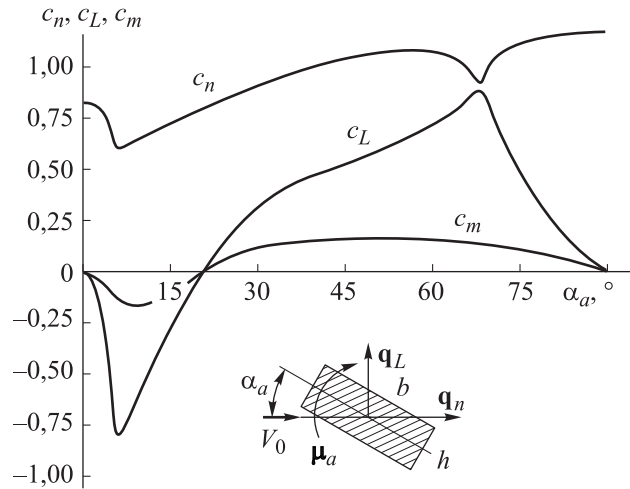 c_n, c_L, c_m
1,00
0,75
0,50
0,25
0
–0,25
–0,50
–0,75
–1,00
c_n
c_L
c_m
15 30 45 60 75 α_a, °
α_a
q_L
b
q_n
V_0
μ_a
h